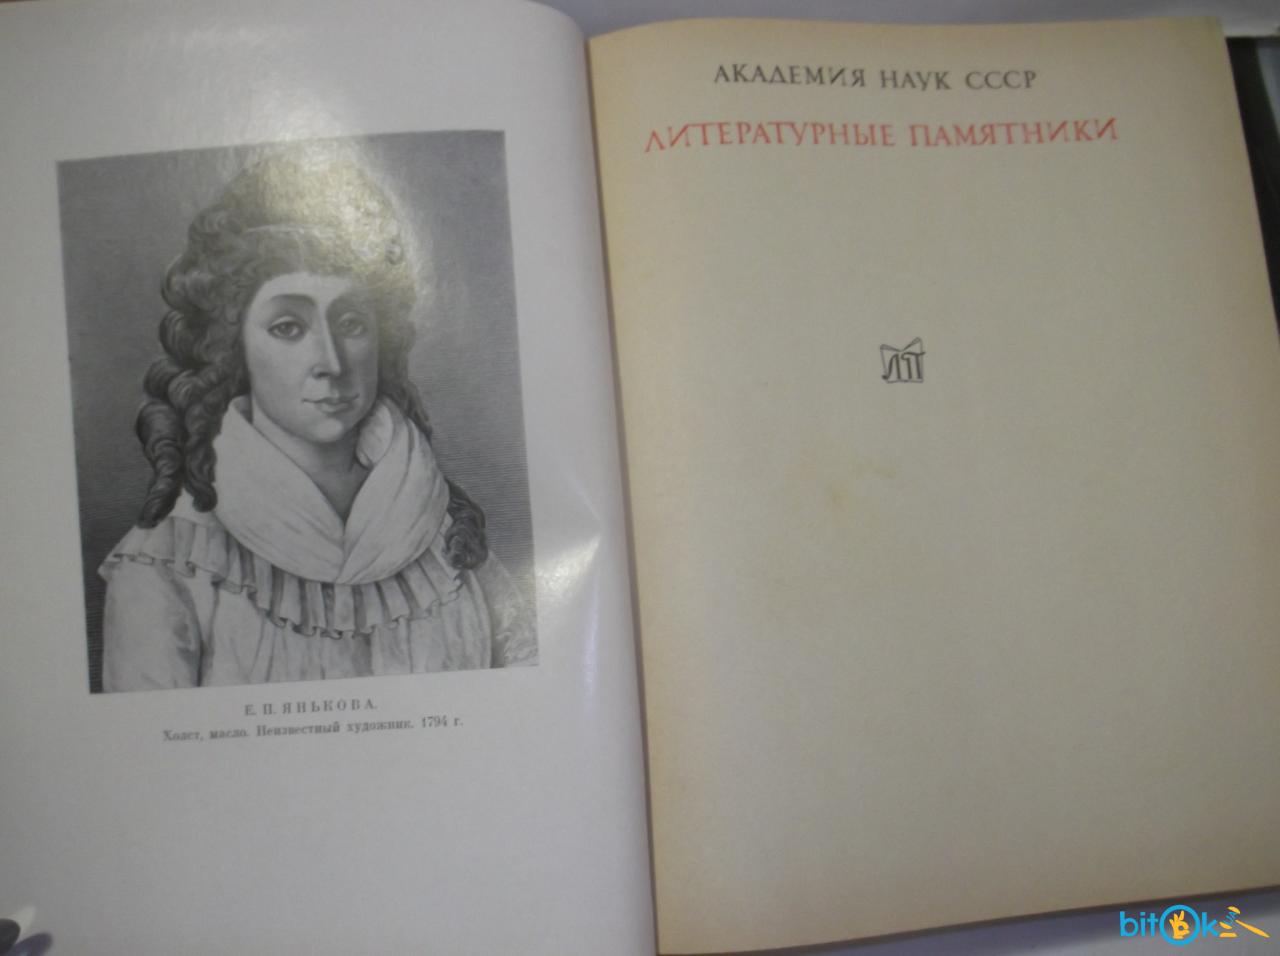 Е. П. ЯНЬКОВА.
Холст, масло. Неизвестный художник. 1794 г.
АКАДЕМИЯ НАУК СССР
ЛИТЕРАТУРНЫЕ ПАМЯТНИКИ
ЛП
bitOk